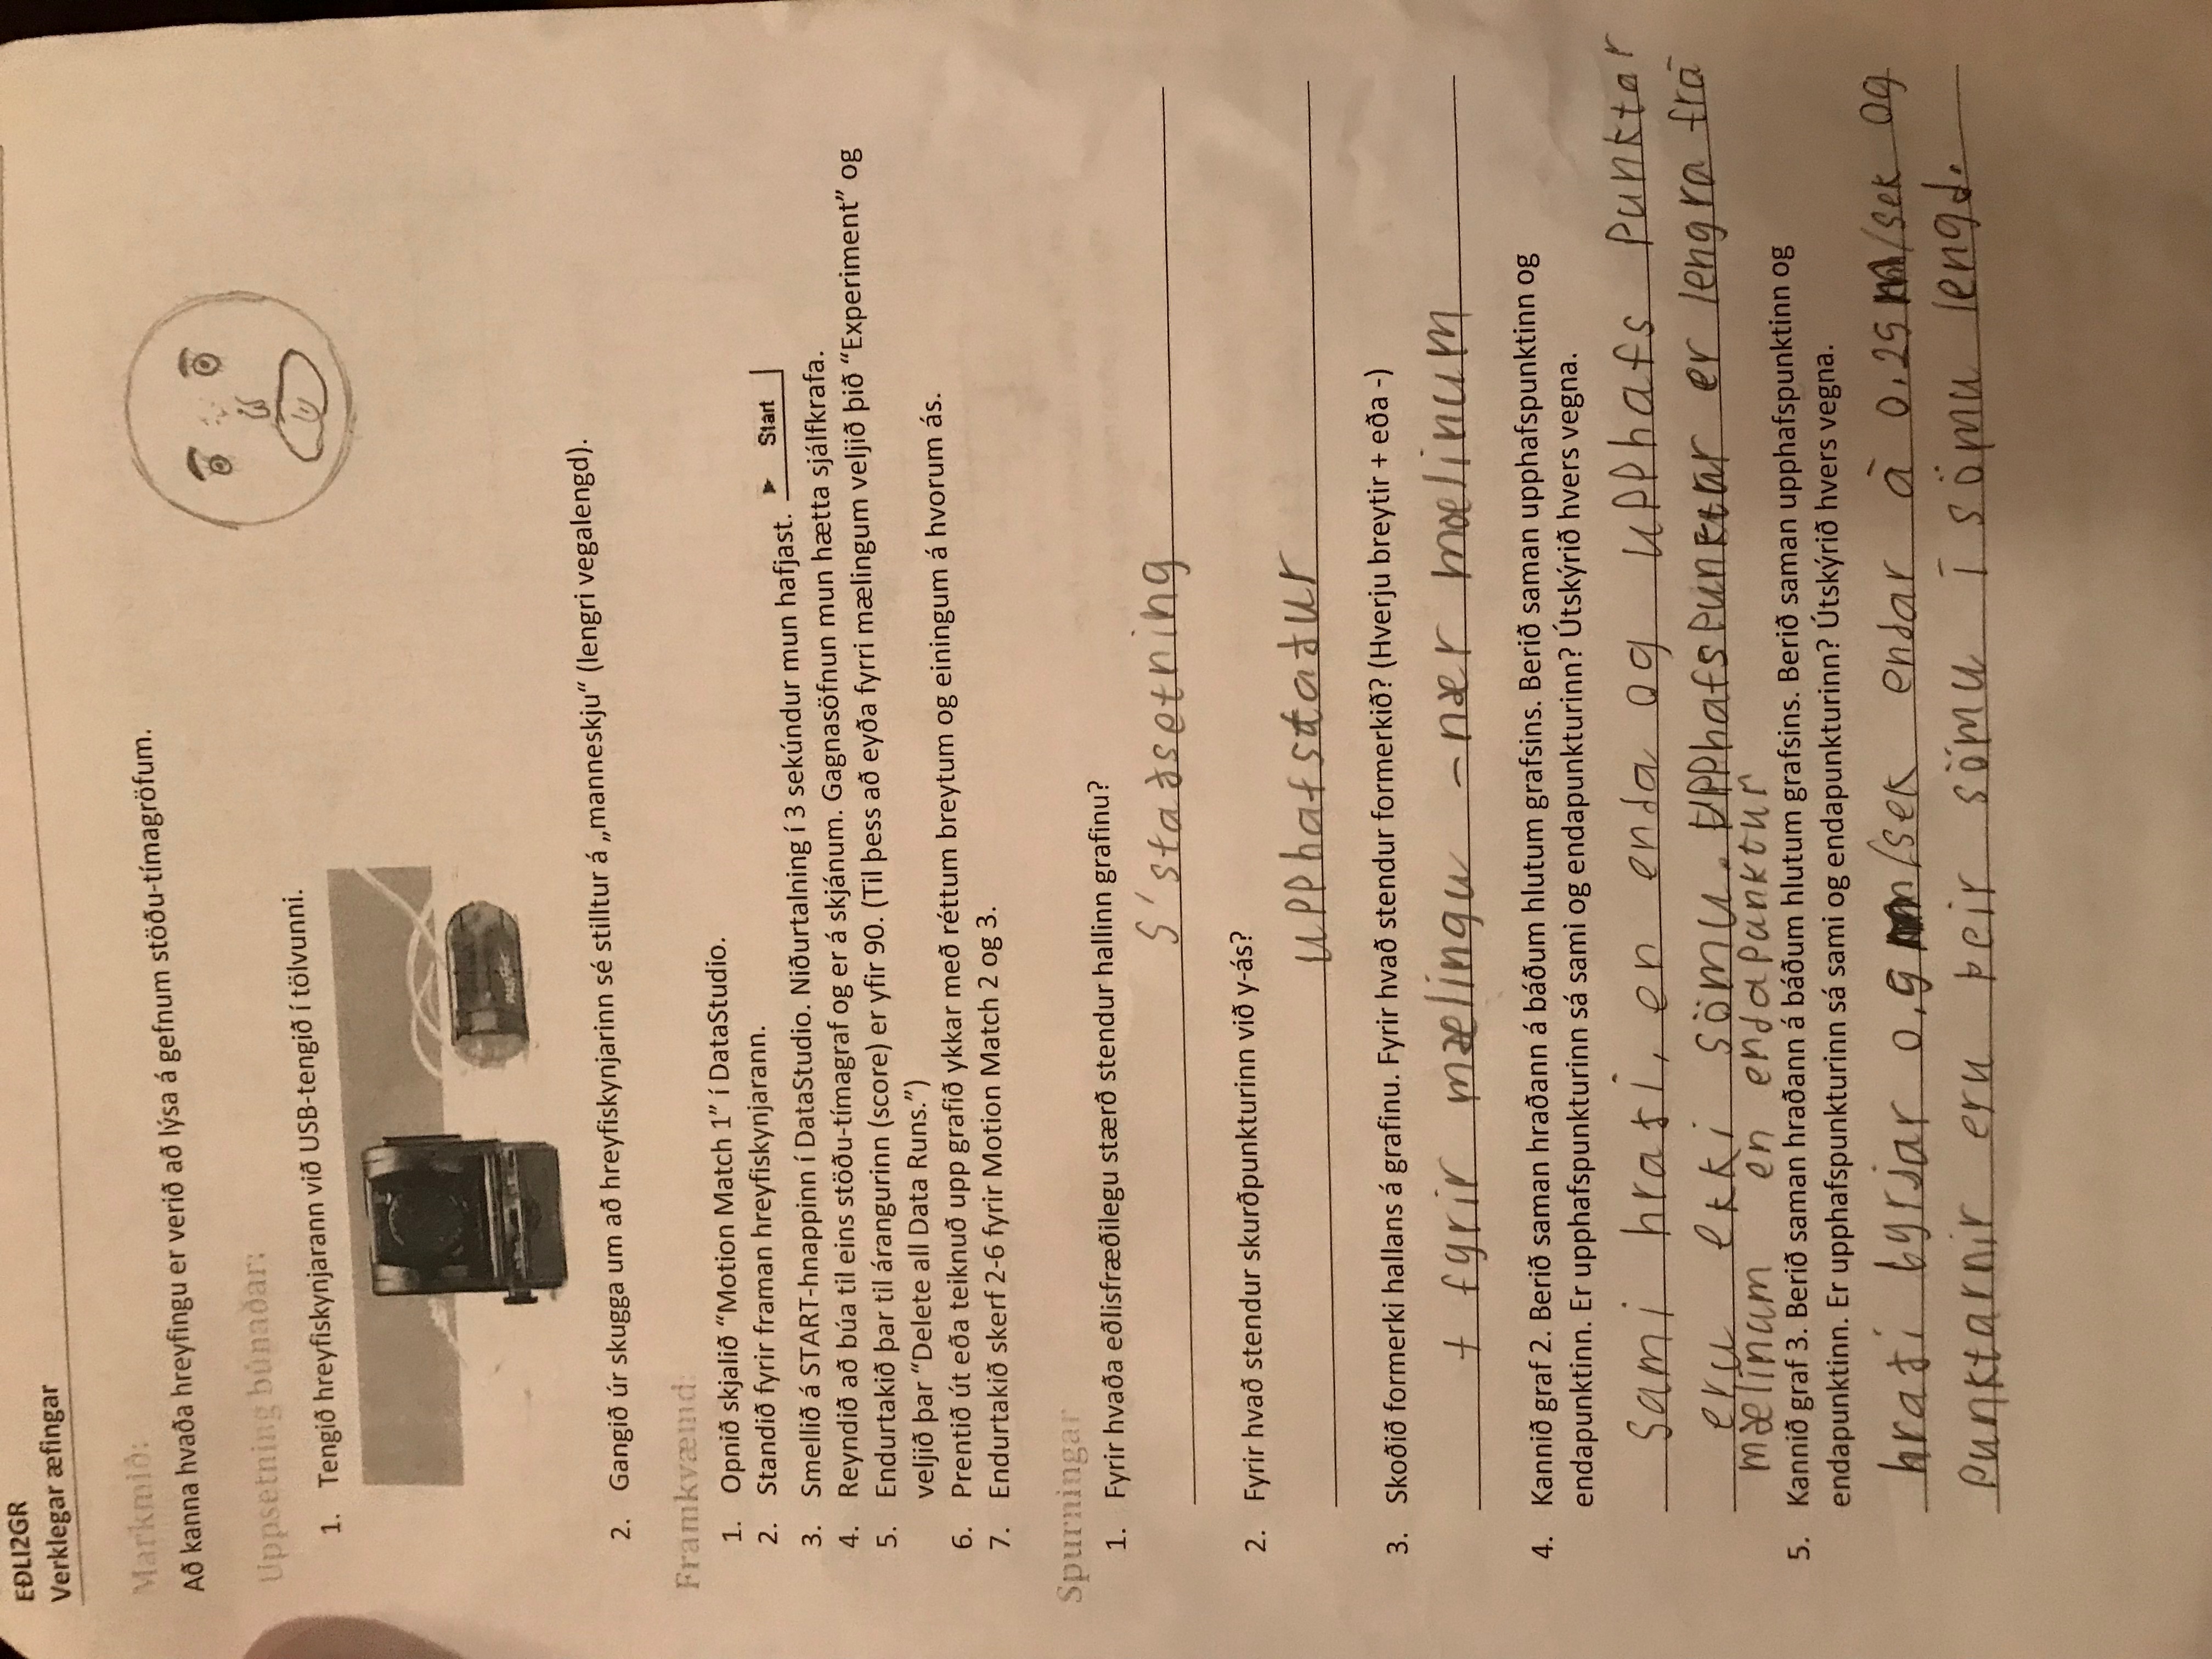 EÐLI2GR
Verklegar æfingar
Markmið:
Að kanna hvaða hreyfingu er verið að lýsa á gefnum stöðu-tímagröfum.
Uppsetning búnaðar:
1. Tengið hreyfiskynjarann við USB-tengið í tölvunni.
2. Gangið úr skugga um að hreyfiskynjarinn sé stilltur á „manneskju“ (lengri vegalengd).
Framkvæmd:
1. Opnið skjalið “Motion Match 1” í DataStudio.
2. Standið fyrir framan hreyfiskynjarann.
3. Smellið á START-hnappinn í DataStudio. Niðurtalning í 3 sekúndur mun hafjast. Start
4. Reyndið að búa til eins stöðu-tímagraf og er á skjánum. Gagnasöfnun mun hætta sjálfkrafa.
5. Endurtakið þar til árangurinn (score) er yfir 90. (Til þess að eyða fyrri mælingum veljið þið “Experiment” og
veljið þar “Delete all Data Runs.”)
6. Prentið út eða teiknuð upp grafið ykkar með réttum breytum og einingum á hvorum ás.
7. Endurtakið skerf 2-6 fyrir Motion Match 2 og 3.
Spurningar
1. Fyrir hvaða eðlisfræðilegu stærð stendur hallinn grafinu?
S' staðsetning
2. Fyrir hvað stendur skurðpunkturinn við y-ás?
upphafstaður
3. Skoðið formerki hallans á grafinu. Fyrir hvað stendur formerkið? (Hverju breytir + eða -)
+ fyrir mælingu - nær mælinum
4. Kannið graf 2. Berið saman hraðann á báðum hlutum grafsins. Berið saman upphafspunktinn og
endapunktinn. Er upphafspunkturinn sá sami og endapunkturinn? Útskýrið hvers vegna.
sami hraði, en enda og upphafs punktar
eru ekki sömu. Upphafspunktur er lengra frá
mælinum en endapunktur
5. Kannið graf 3. Berið saman hraðann á báðum hlutum grafsins. Berið saman upphafspunktinn og
endapunktinn. Er upphafspunkturinn sá sami og endapunkturinn? Útskýrið hvers vegna.
hraði byrjar 0,9 m/sek endar á 0.25 m/sek og
punktarnir eru þeir sömu í sömu lengd.